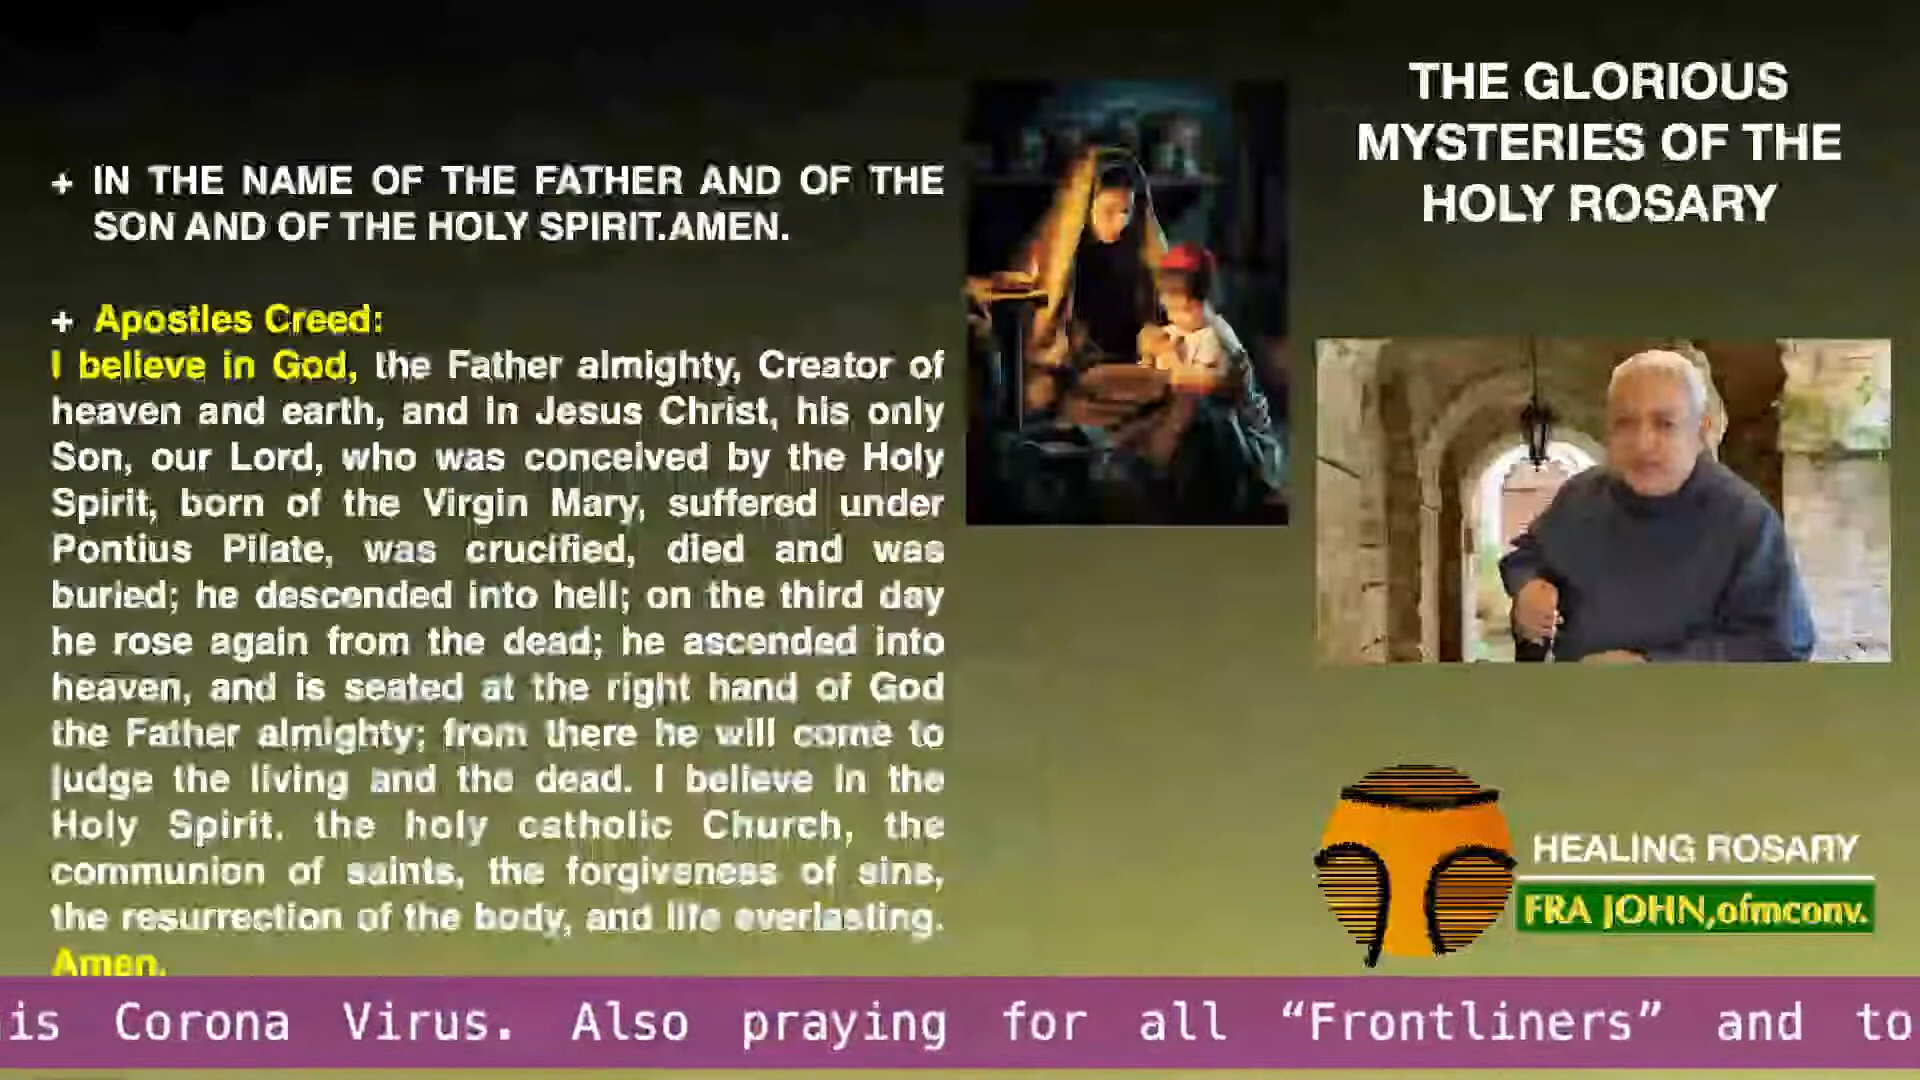 + IN THE NAME OF THE FATHER AND OF THE
SON AND OF THE HOLY SPIRIT.AMEN.
+ Apostles Creed:
I believe in God, the Father almighty, Creator of
heaven and earth, and in Jesus Christ, his only
Son, our Lord, who was conceived by the Holy
Spirit, born of the Virgin Mary, suffered under
Pontius Pilate, was crucified, died and was
buried; he descended into hell; on the third day
he rose again from the dead; he ascended into
heaven, and is seated at the right hand of God
the Father almighty; from there he will come to
judge the living and the dead. I believe in the
Holy Spirit, the holy catholic Church, the
communion of saints, the forgiveness of sins,
the resurrection of the body, and life everlasting.
Amen.
THE GLORIOUS
MYSTERIES OF THE
HOLY ROSARY
HEALING ROSARY
FRA JOHN,ofmconv.
is Corona Virus. Also praying for all “Frontliners” and to